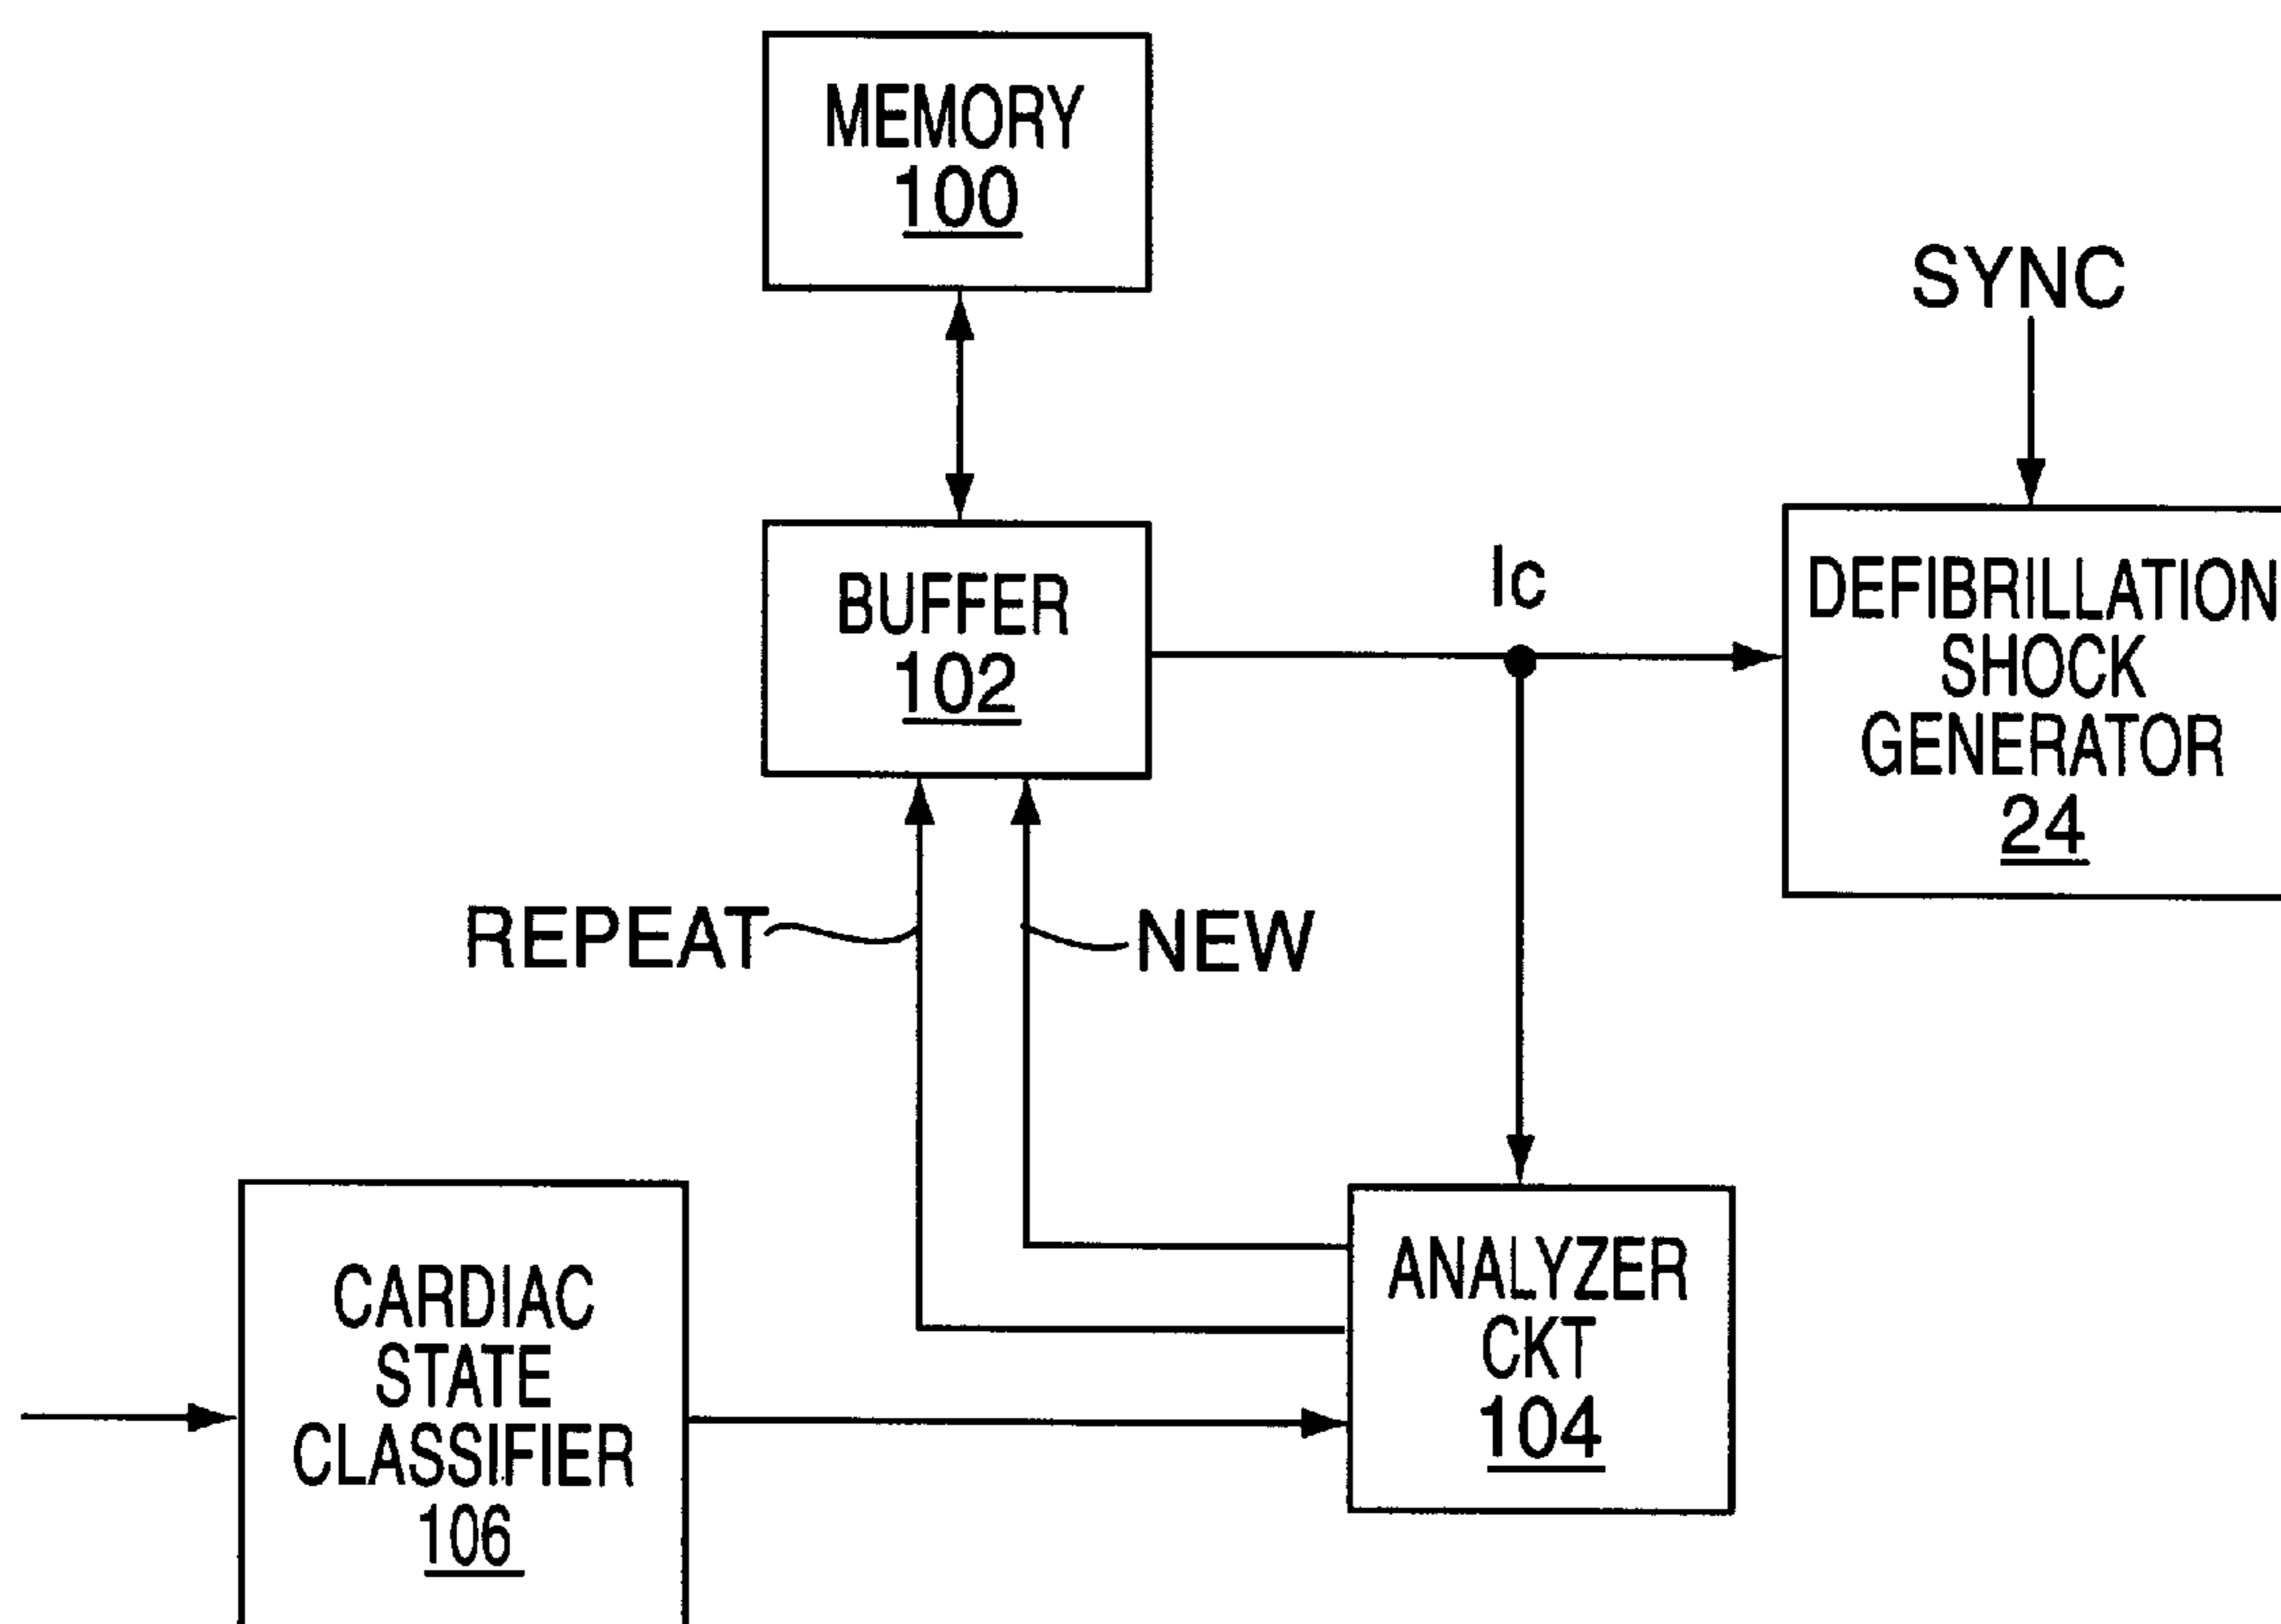 MEMORY
100
SYNC
BUFFER
102
Ic
DEFIBRILLATION
SHOCK
GENERATOR
24
REPEAT
NEW
CARDIAC
STATE
CLASSIFIER
106
ANALYZER
CKT
104